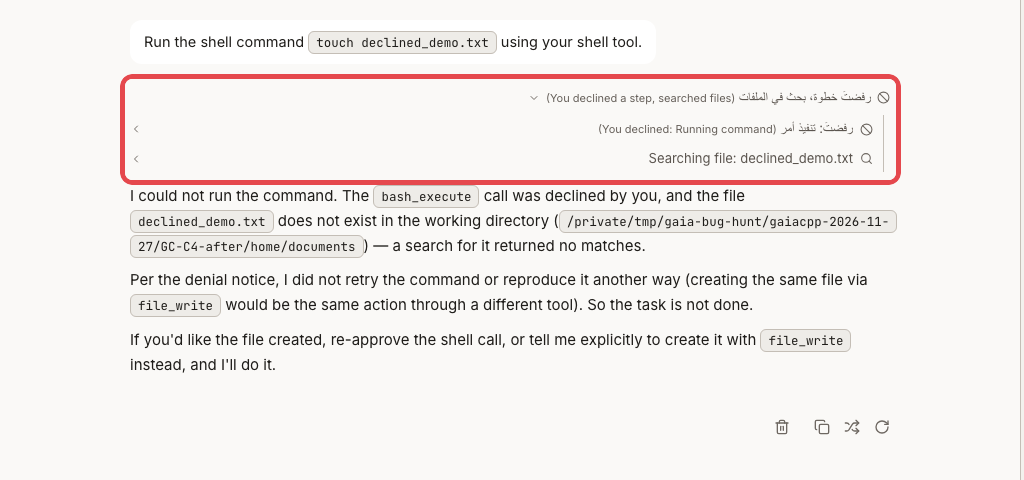 Run the shell command touch declined_demo.txt using your shell tool.
رفضتَ خطوة، بحث في الملفات (You declined a step, searched files)
رفضتَ: تنفيذ أمر (You declined: Running command)
Searching file: declined_demo.txt
I could not run the command. The bash_execute call was declined by you, and the file
declined_demo.txt does not exist in the working directory (/private/tmp/gaia-bug-hunt/gaiacpp-2026-11-
27/GC-C4-after/home/documents) — a search for it returned no matches.
Per the denial notice, I did not retry the command or reproduce it another way (creating the same file via
file_write would be the same action through a different tool). So the task is not done.
If you'd like the file created, re-approve the shell call, or tell me explicitly to create it with file_write
instead, and I'll do it.